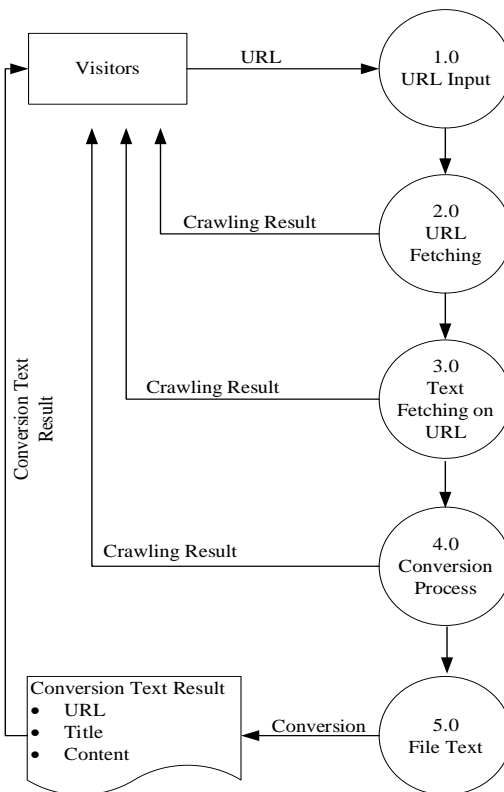 Visitors
URL
1.0
URL Input
2.0
URL
Fetching
Crawling Result
3.0
Text
Fetching on
URL
Crawling Result
4.0
Conversion
Process
Crawling Result
Conversion Text
Result
5.0
File Text
Conversion
Conversion Text Result
• URL
• Title
• Content